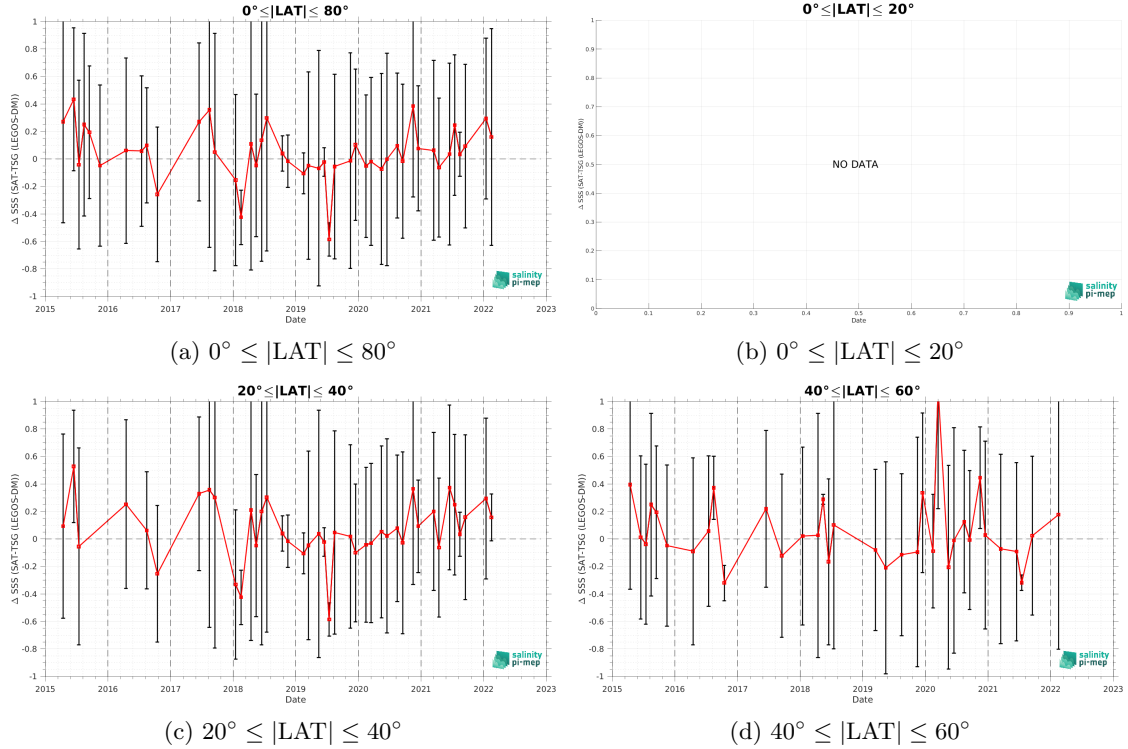 0°≤|LAT|≤ 80°
Δ SSS (SAT-TSG (LEGOS-DM))
1
0.8
0.6
0.4
0.2
0
-0.2
-0.4
-0.6
-0.8
-1
2015 2016 2017 2018 2019 2020 2021 2022 2023
Date
salinity
pi-mep
(a) 0° ≤ |LAT| ≤ 80°
0°≤|LAT|≤ 20°
Δ SSS (SAT-TSG (LEGOS-DM))
1
0.9
0.8
0.7
0.6
0.5
0.4
0.3
0.2
0.1
0
NO DATA
0 0.1 0.2 0.3 0.4 0.5 0.6 0.7 0.8 0.9 1
Date
salinity
pi-mep
(b) 0° ≤ |LAT| ≤ 20°
20°≤|LAT|≤ 40°
Δ SSS (SAT-TSG (LEGOS-DM))
1
0.8
0.6
0.4
0.2
0
-0.2
-0.4
-0.6
-0.8
-1
2015 2016 2017 2018 2019 2020 2021 2022 2023
Date
salinity
pi-mep
(c) 20° ≤ |LAT| ≤ 40°
40°≤|LAT|≤ 60°
Δ SSS (SAT-TSG (LEGOS-DM))
1
0.8
0.6
0.4
0.2
0
-0.2
-0.4
-0.6
-0.8
-1
2015 2016 2017 2018 2019 2020 2021 2022 2023
Date
salinity
pi-mep
(d) 40° ≤ |LAT| ≤ 60°